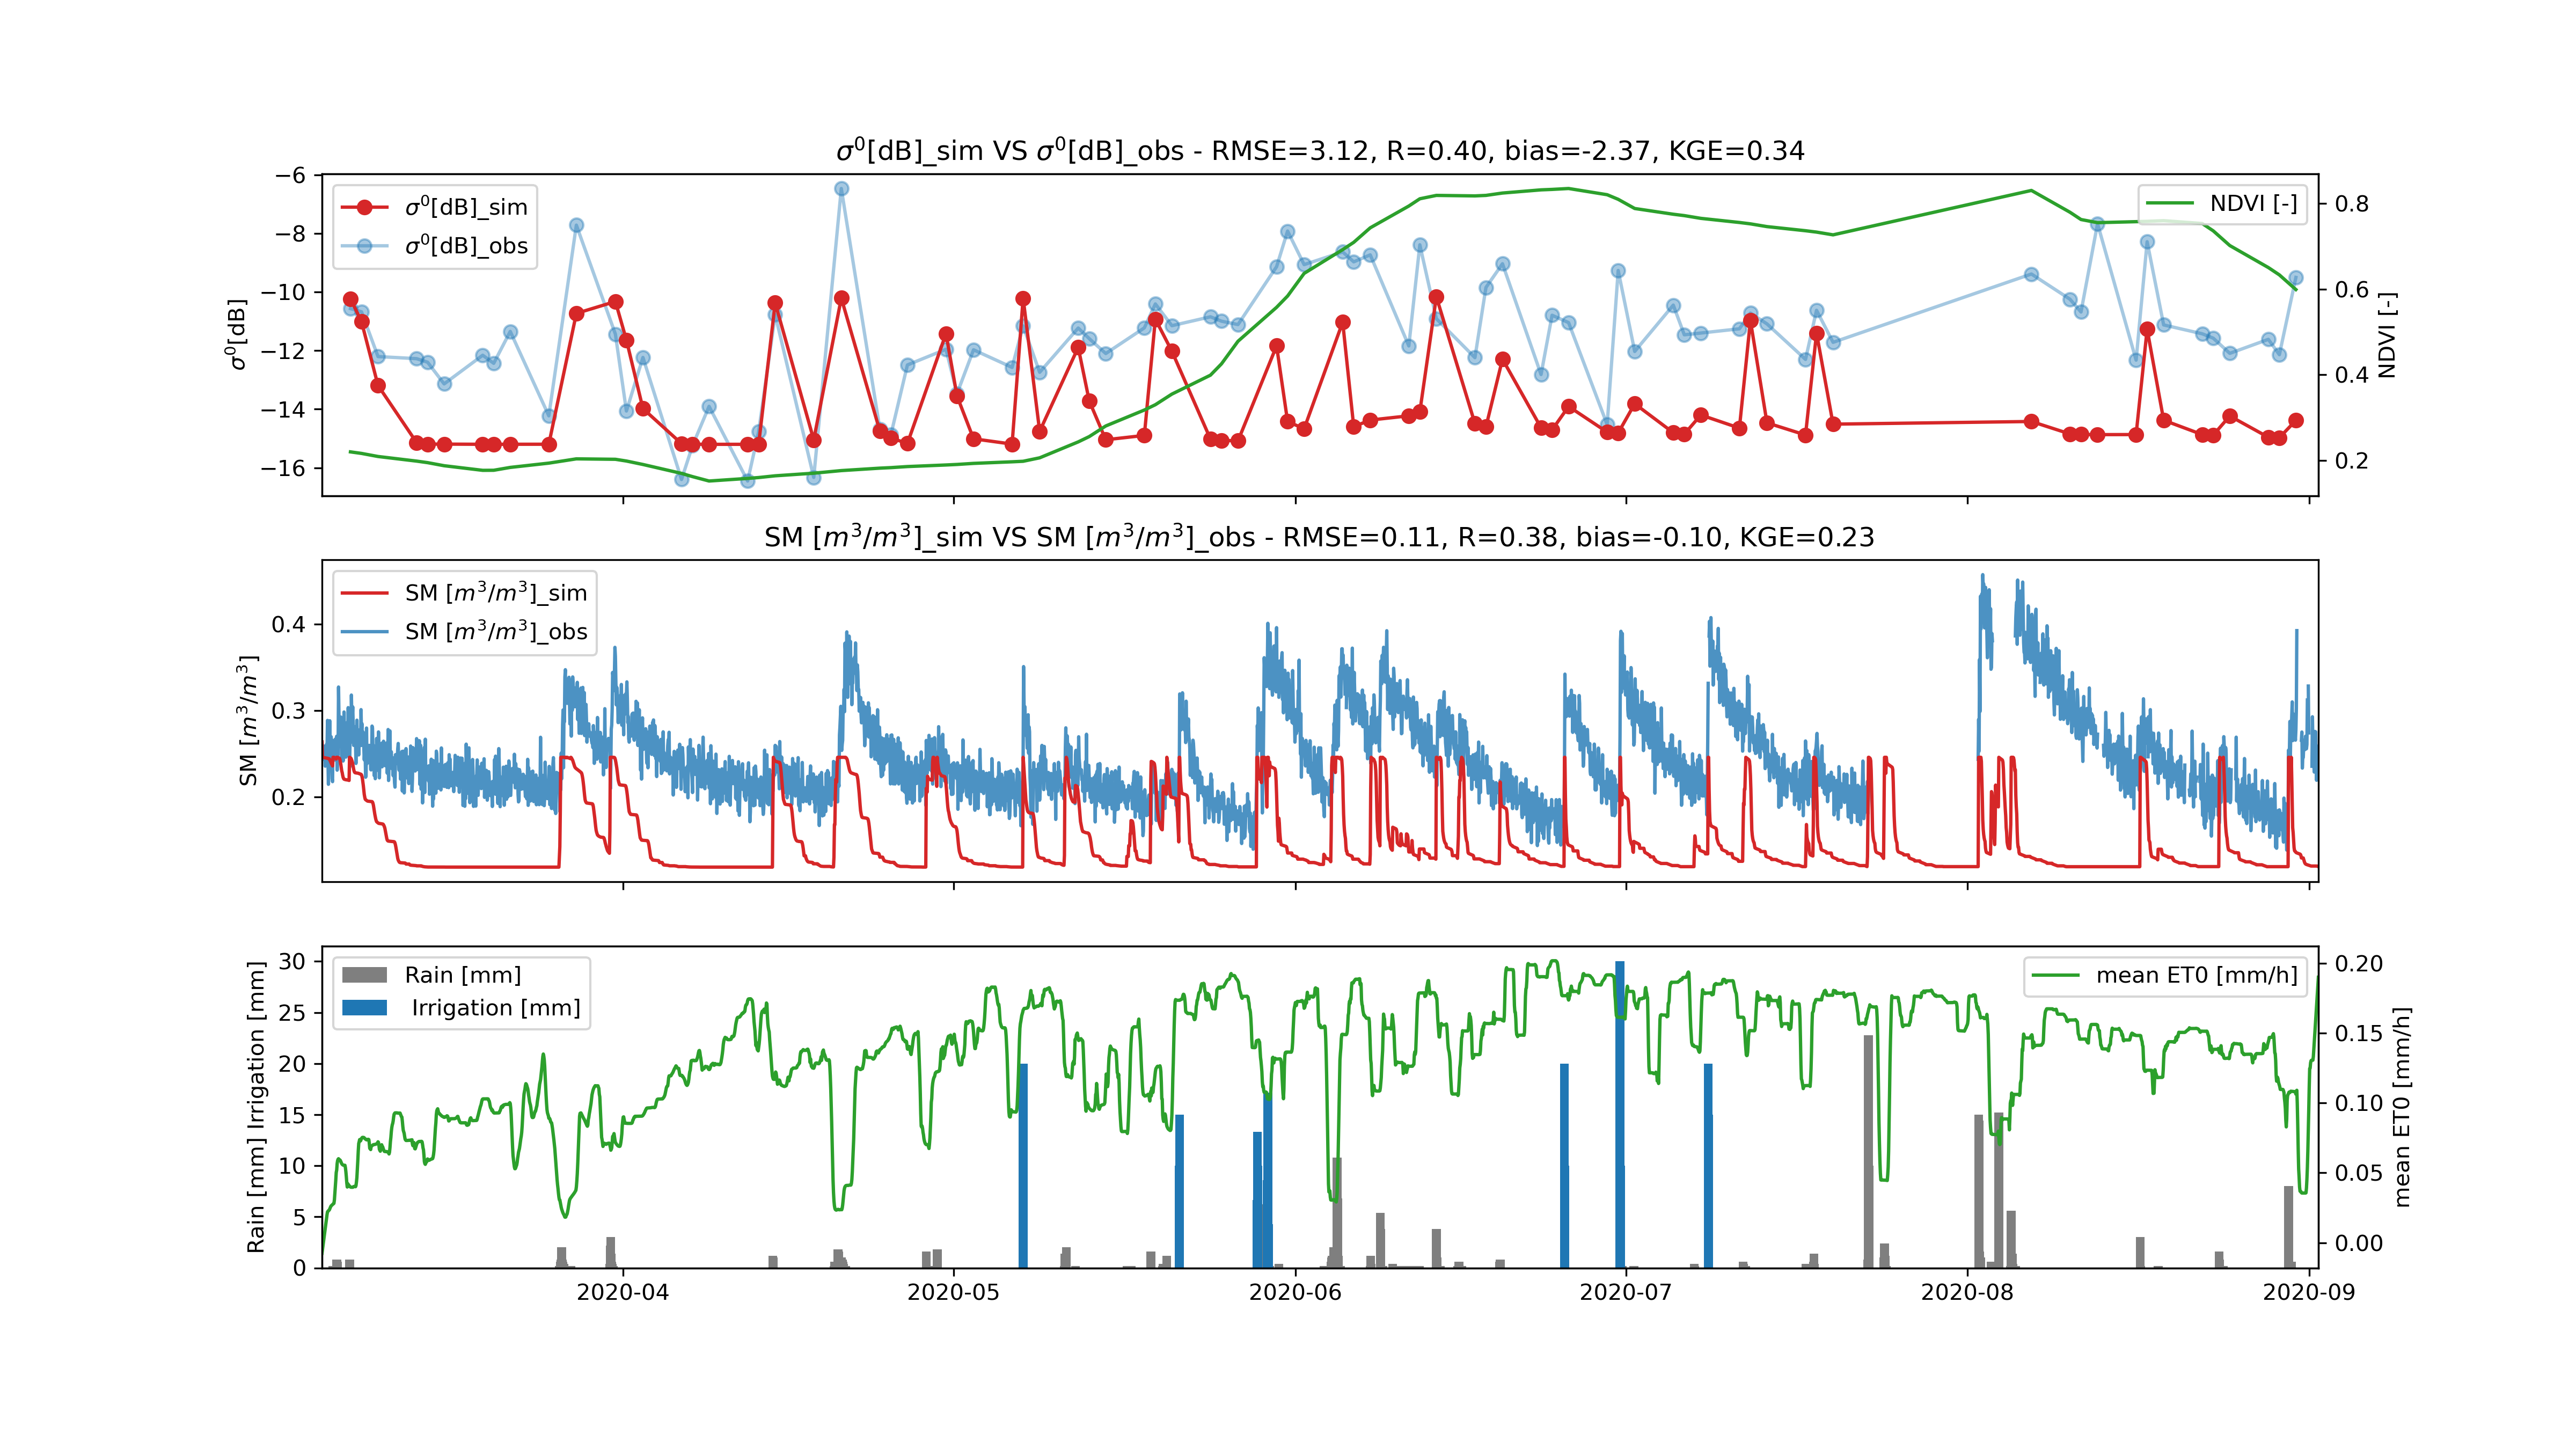 σ⁰[dB]_sim VS σ⁰[dB]_obs - RMSE=3.12, R=0.40, bias=-2.37, KGE=0.34
σ⁰[dB]_sim
σ⁰[dB]_obs
NDVI [-]
−6
−8
−10
−12
−14
−16
σ⁰[dB]
0.8
0.6
0.4
0.2
NDVI [-]
SM [m³/m³]_sim VS SM [m³/m³]_obs - RMSE=0.11, R=0.38, bias=-0.10, KGE=0.23
SM [m³/m³]_sim
SM [m³/m³]_obs
0.4
0.3
0.2
SM [m³/m³]
Rain [mm]
Irrigation [mm]
mean ET0 [mm/h]
30
25
20
15
10
5
0
Rain [mm] Irrigation [mm]
0.20
0.15
0.10
0.05
0.00
mean ET0 [mm/h]
2020-04
2020-05
2020-06
2020-07
2020-08
2020-09